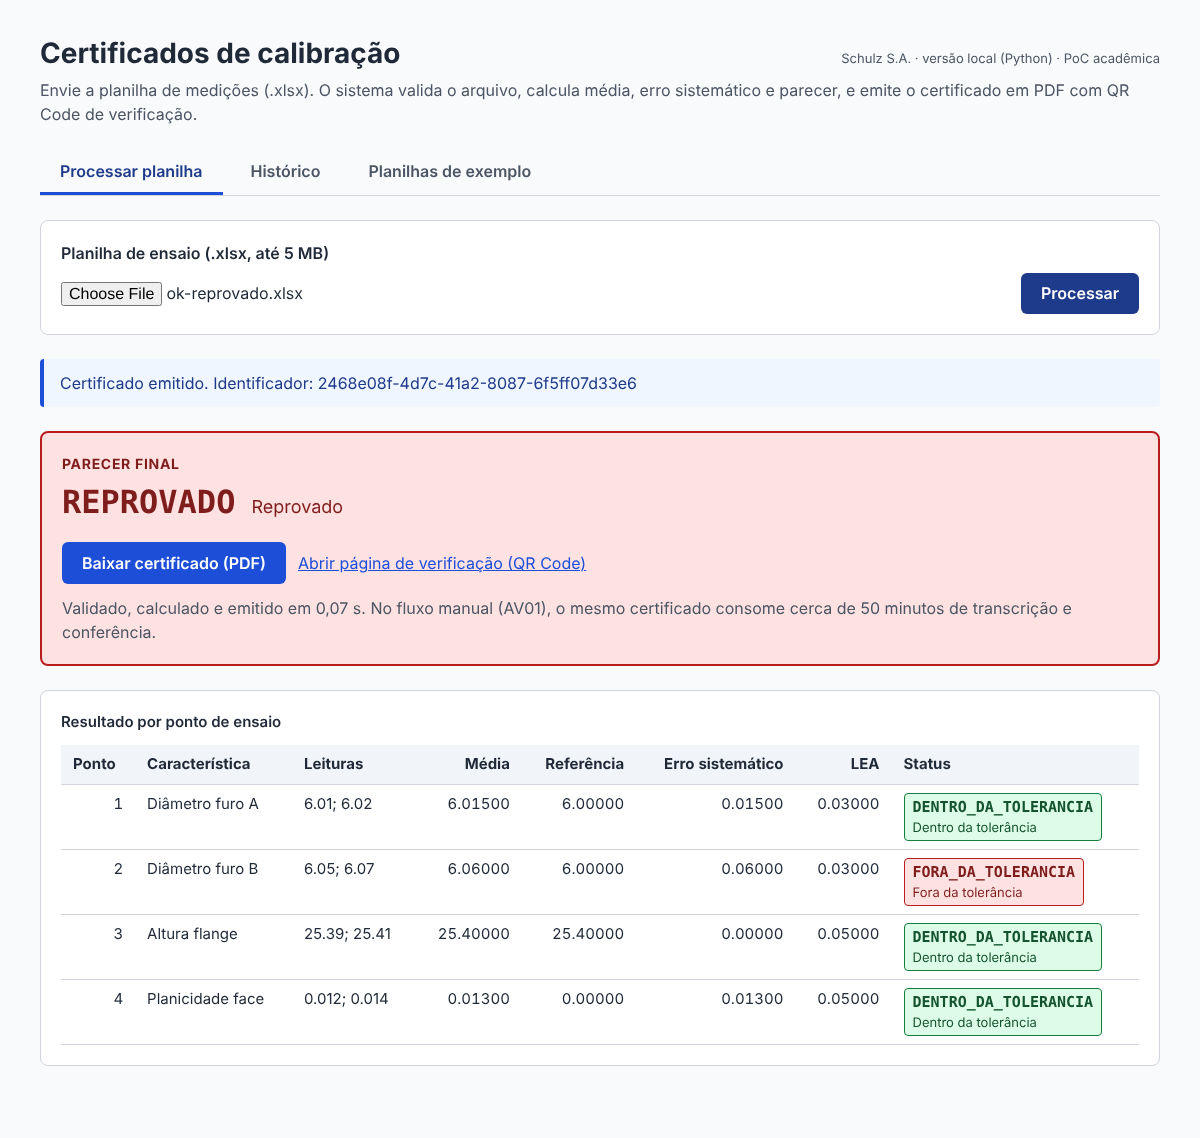 Certificados de calibração
Schulz S.A. · versão local (Python) · PoC acadêmica
Envie a planilha de medições (.xlsx). O sistema valida o arquivo, calcula média, erro sistemático e parecer, e emite o certificado em PDF com QR
Code de verificação.
Processar planilha Histórico Planilhas de exemplo
Planilha de ensaio (.xlsx, até 5 MB)
Choose File ok-reprovado.xlsx Processar
Certificado emitido. Identificador: 2468e08f-4d7c-41a2-8087-6f5ff07d33e6
PARECER FINAL
REPROVADO Reprovado
Baixar certificado (PDF) Abrir página de verificação (QR Code)
Validado, calculado e emitido em 0,07 s. No fluxo manual (AV01), o mesmo certificado consome cerca de 50 minutos de transcrição e
conferência.
Resultado por ponto de ensaio
Ponto Característica Leituras Média Referência Erro sistemático LEA Status
1 Diâmetro furo A 6.01; 6.02 6.01500 6.00000 0.01500 0.03000 DENTRO_DA_TOLERANCIA
Dentro da tolerância
2 Diâmetro furo B 6.05; 6.07 6.06000 6.00000 0.06000 0.03000 FORA_DA_TOLERANCIA
Fora da tolerância
3 Altura flange 25.39; 25.41 25.40000 25.40000 0.00000 0.05000 DENTRO_DA_TOLERANCIA
Dentro da tolerância
4 Planicidade face 0.012; 0.014 0.01300 0.00000 0.01300 0.05000 DENTRO_DA_TOLERANCIA
Dentro da tolerância